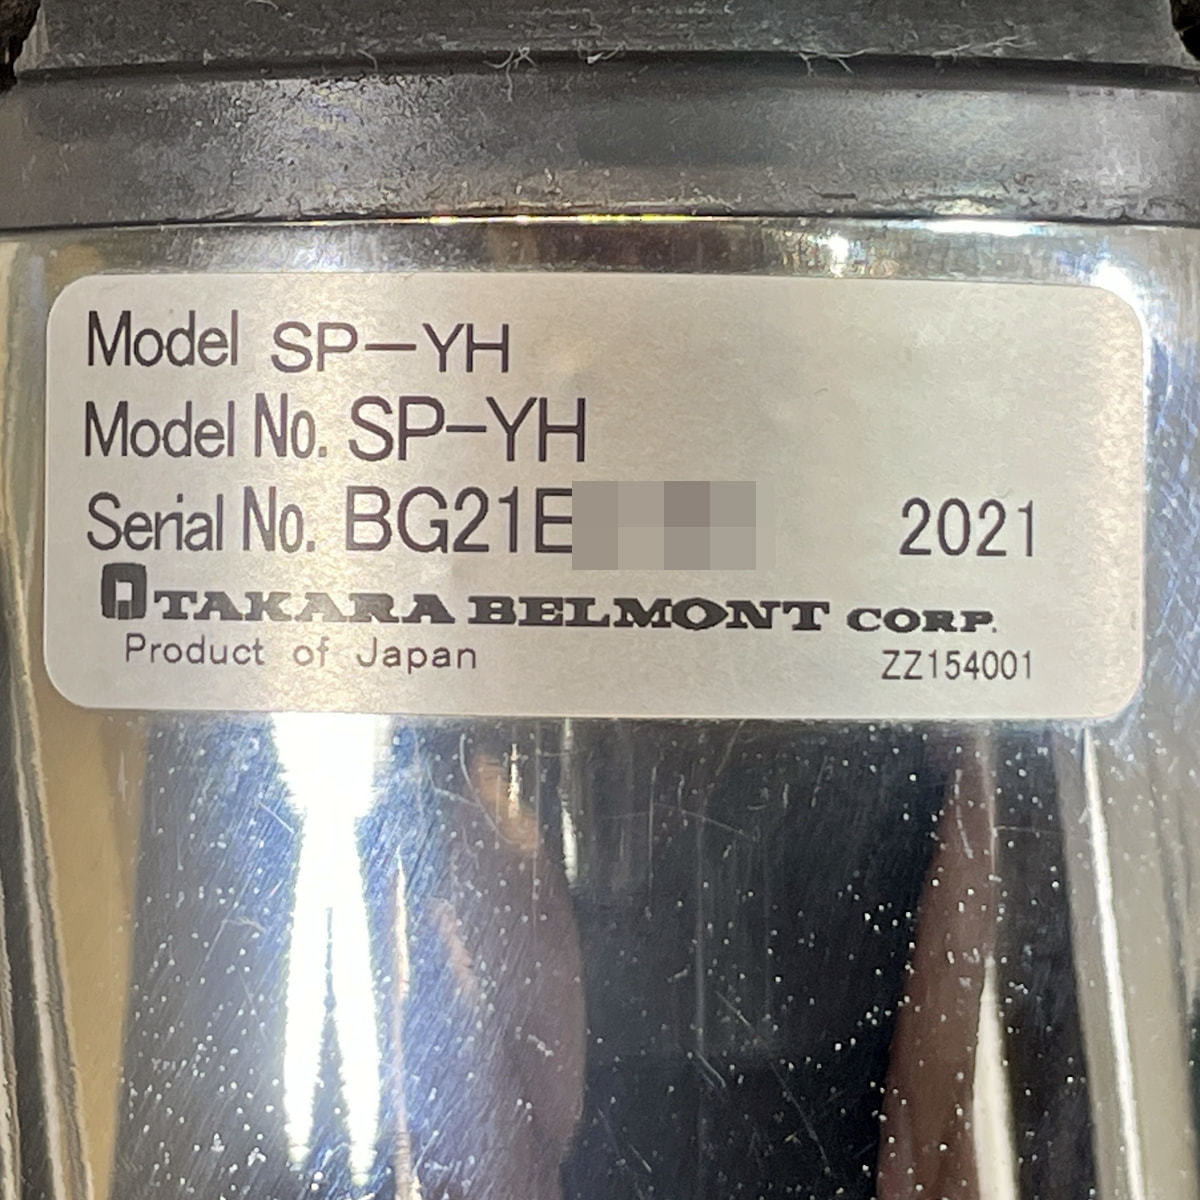 Model SP-YH
Model No. SP-YH
Serial No. BG21E 2021
TAKARA BELMONT CORP.
Product of Japan ZZ154001